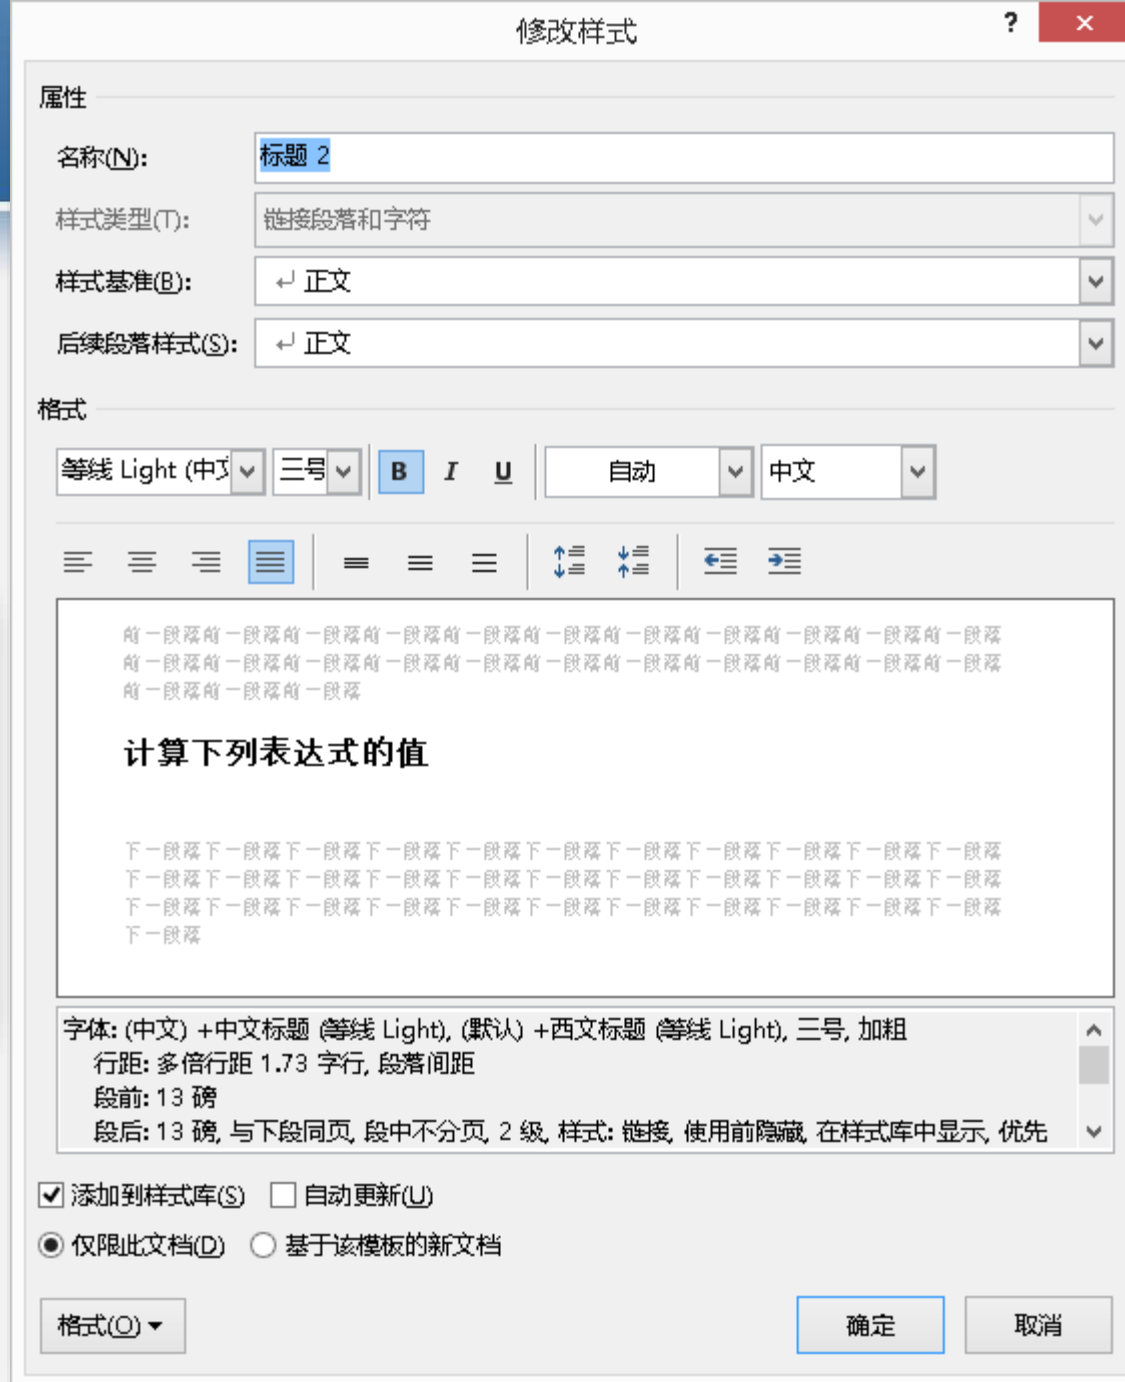 修改样式
?
属性
名称(N): 标题 2
样式类型(T): 链接段落和字符
样式基准(B): 正文
后续段落样式(S): 正文
格式
等线 Light (中文 三号 B I U 自动 中文
前一段落前一段落前一段落前一段落前一段落前一段落前一段落前一段落前一段落前一段落前一段落
前一段落前一段落前一段落前一段落前一段落前一段落前一段落前一段落前一段落前一段落前一段落
前一段落前一段落前一段落
计算下列表达式的值
下一段落下一段落下一段落下一段落下一段落下一段落下一段落下一段落下一段落下一段落下一段落
下一段落下一段落下一段落下一段落下一段落下一段落下一段落下一段落下一段落下一段落下一段落
下一段落下一段落下一段落下一段落下一段落下一段落下一段落下一段落下一段落下一段落下一段落
下一段落
字体: (中文) +中文标题 (等线 Light), (默认) +西文标题 (等线 Light), 三号, 加粗
行距: 多倍行距 1.73 字行, 段落间距
段前: 13 磅
段后: 13 磅, 与下段同页, 段中不分页, 2 级, 样式: 链接, 使用前隐藏, 在样式库中显示, 优先
添加到样式库(S) 自动更新(U)
仅限此文档(D) 基于该模板的新文档
格式(O) 确定 取消